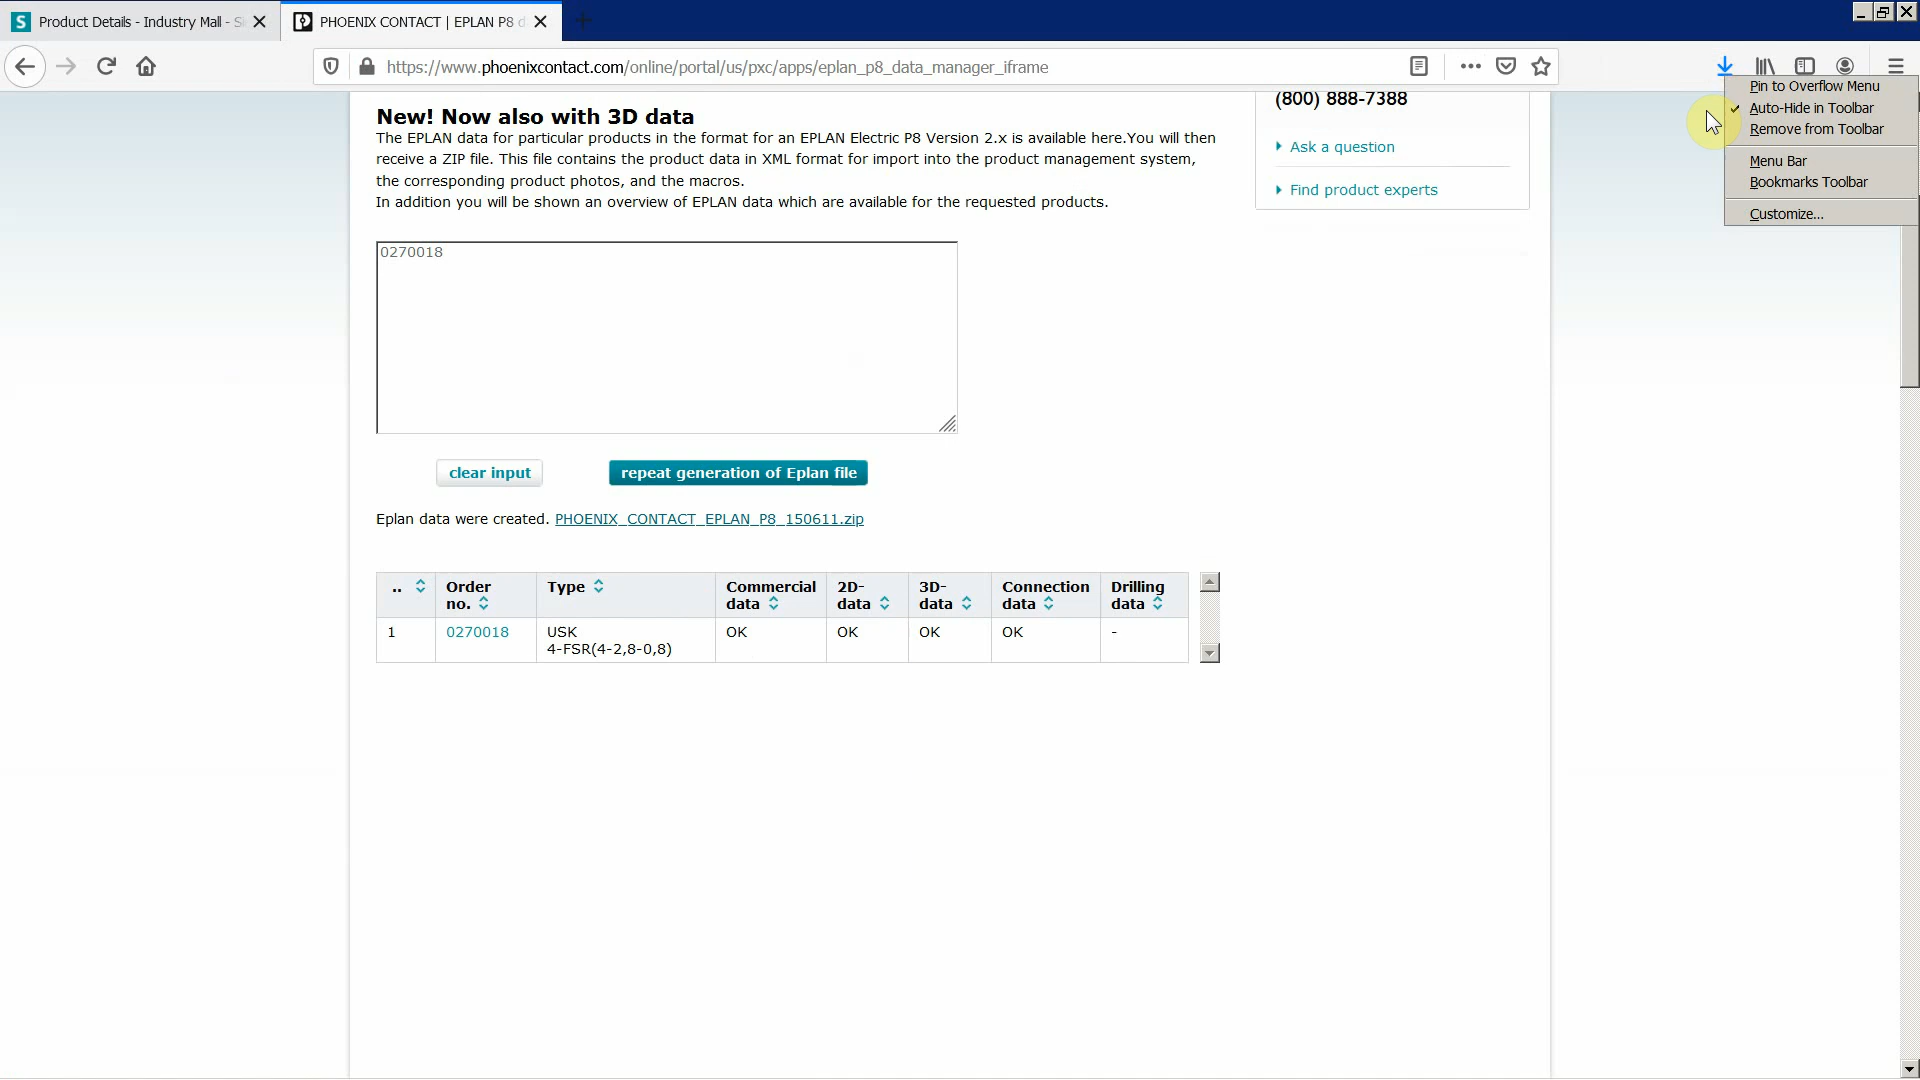 Product Details - Industry Mall - Si
PHOENIX CONTACT | EPLAN P8 d
https://www.phoenixcontact.com/online/portal/us/pxc/apps/eplan_p8_data_manager_iframe
Pin to Overflow Menu
Auto-Hide in Toolbar
Remove from Toolbar
Menu Bar
Bookmarks Toolbar
Customize...
New! Now also with 3D data
The EPLAN data for particular products in the format for an EPLAN Electric P8 Version 2.x is available here.You will then
receive a ZIP file. This file contains the product data in XML format for import into the product management system,
the corresponding product photos, and the macros.
In addition you will be shown an overview of EPLAN data which are available for the requested products.
(800) 888-7388
Ask a question
Find product experts
0270018
clear input
repeat generation of Eplan file
Eplan data were created. PHOENIX_CONTACT_EPLAN_P8_150611.zip
.. Order no. Type Commercial data 2D-data 3D-data Connection data Drilling data
1 0270018 USK 4-FSR(4-2,8-0,8) OK OK OK OK -